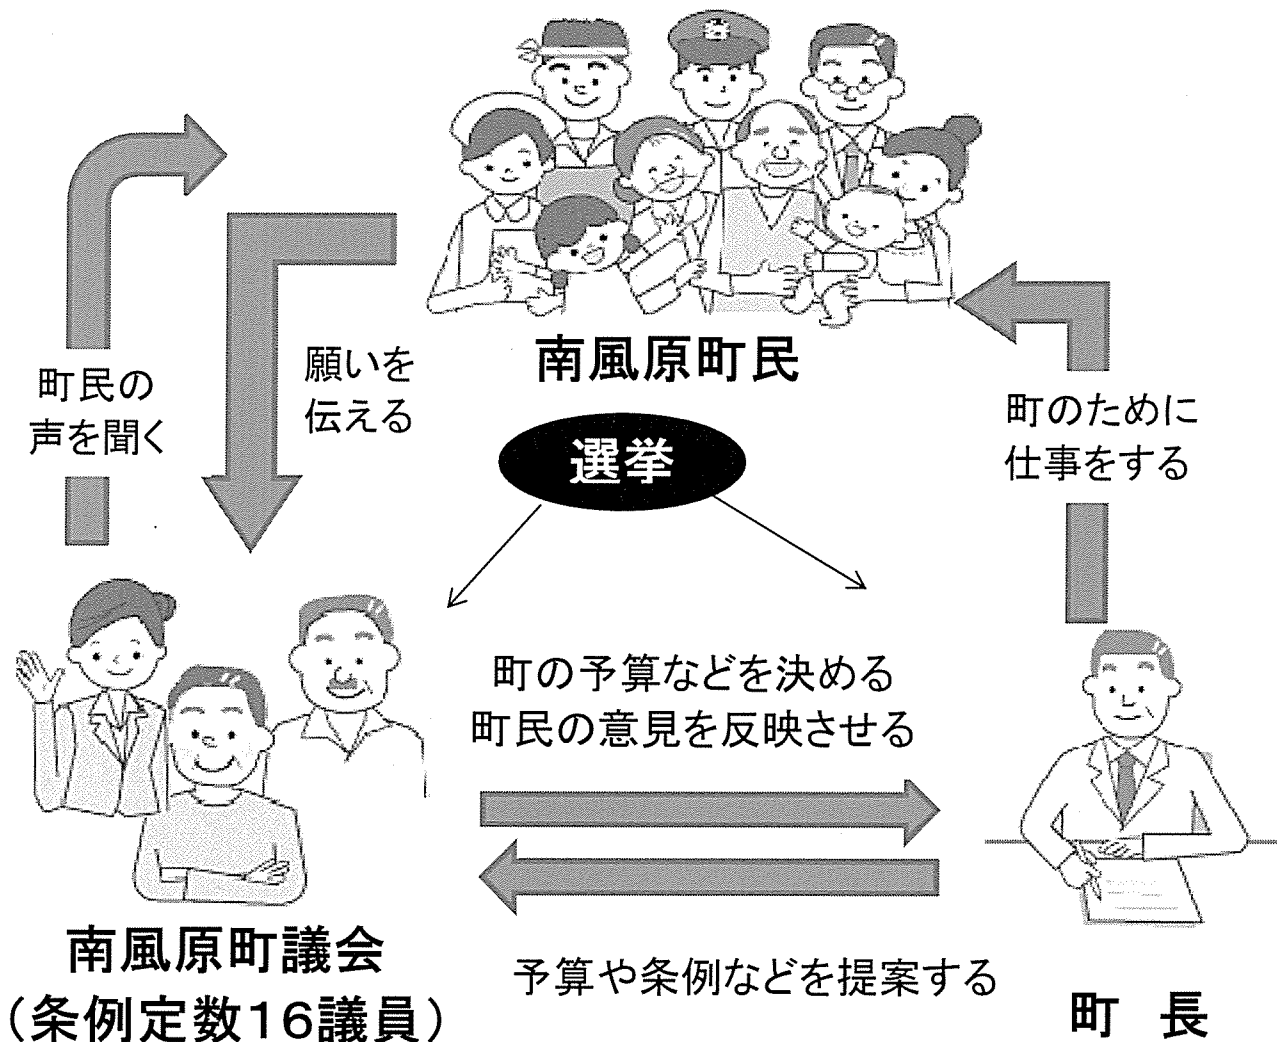 南風原町民
町民の
声を聞く
願いを
伝える
選挙
町のために
仕事をする
町の予算などを決める
町民の意見を反映させる
予算や条例などを提案する
南風原町議会
（条例定数16議員）
町　長